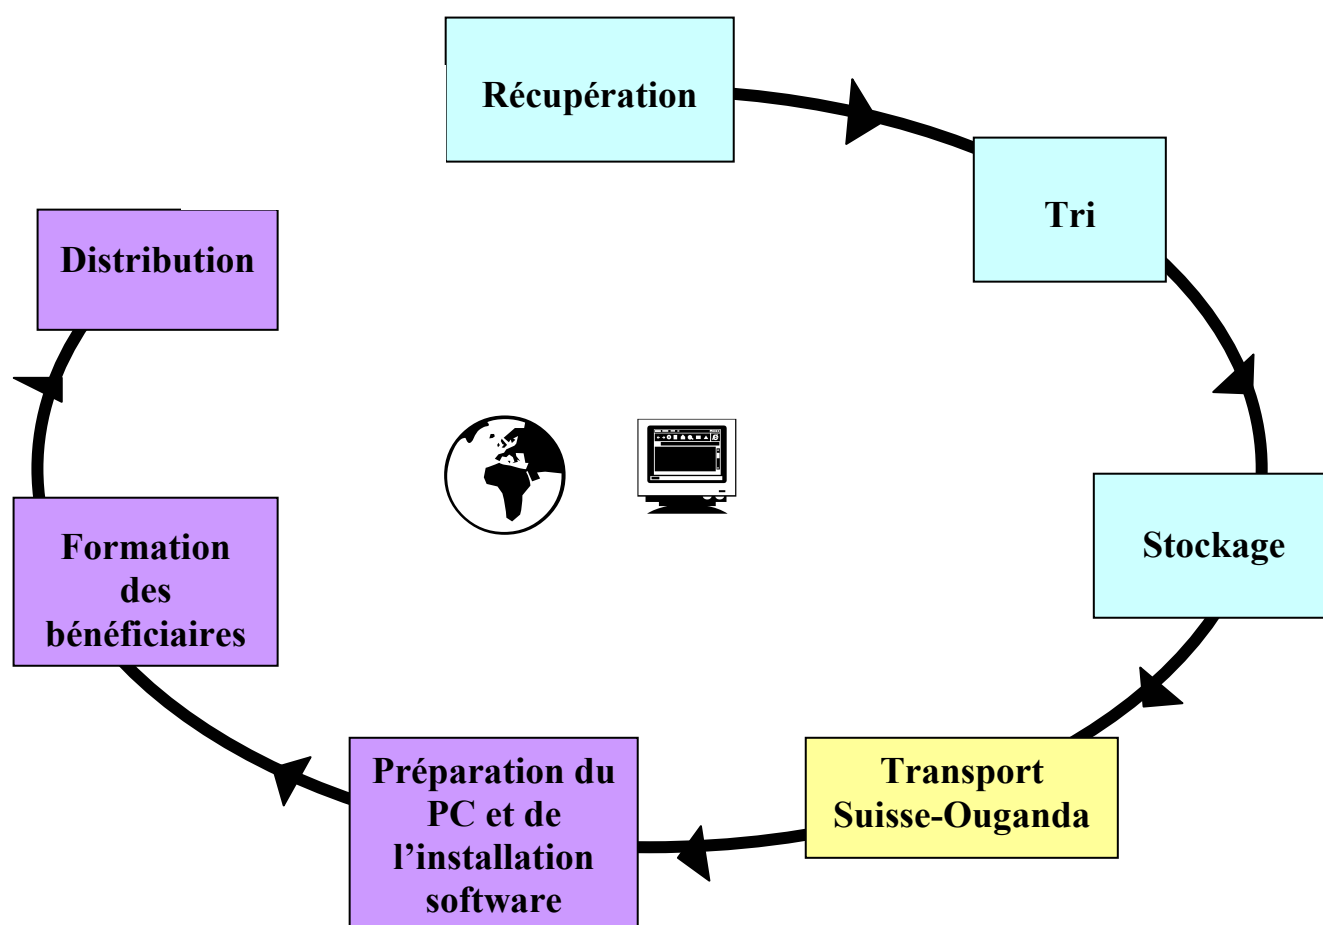 Récupération
Tri
Distribution
Stockage
Formation
des
bénéficiaires
Transport
Suisse-Ouganda
Préparation du
PC et de
l’installation
software